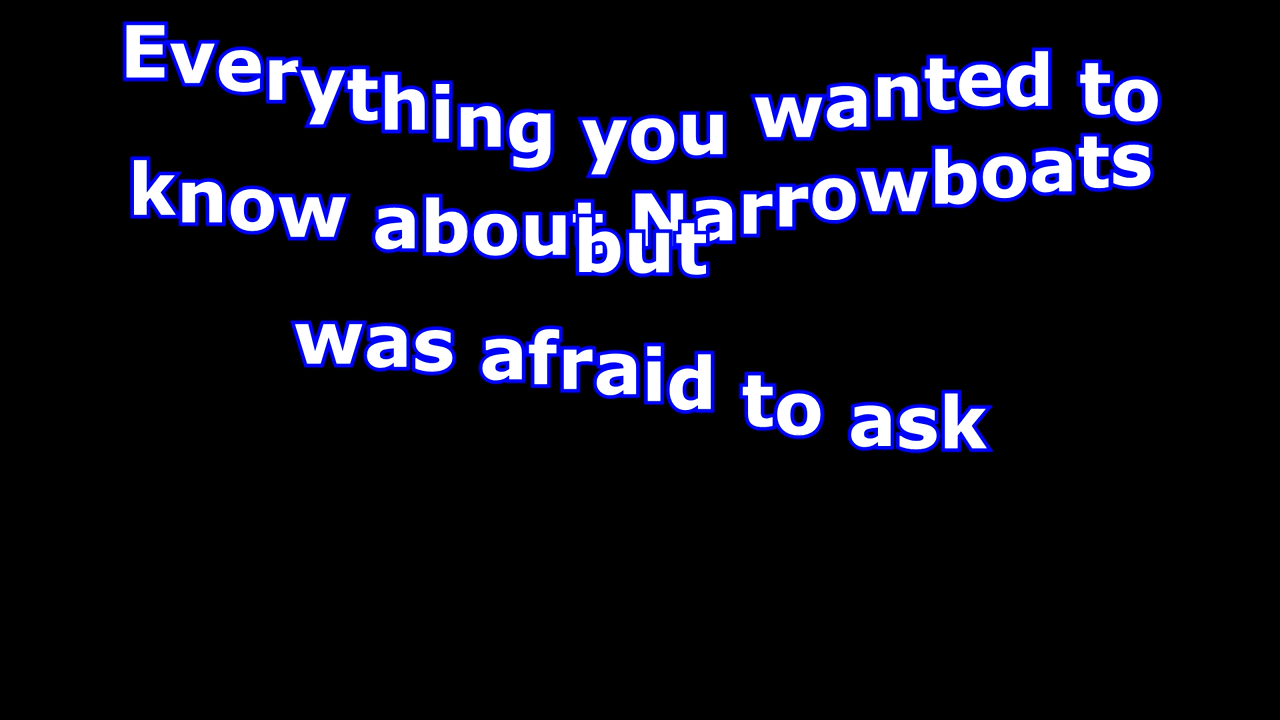 Everything you wanted to
know about Narrowboats
but
was afraid to ask